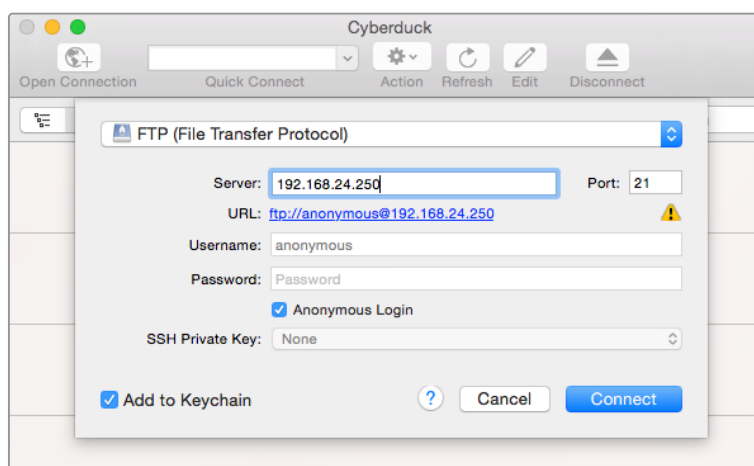 Cyberduck
Open Connection
Quick Connect
Action
Refresh
Edit
Disconnect
FTP (File Transfer Protocol)
Server: 192.168.24.250 Port: 21
URL: ftp://anonymous@192.168.24.250
Username: anonymous
Password: Password
Anonymous Login
SSH Private Key: None
Add to Keychain ? Cancel Connect